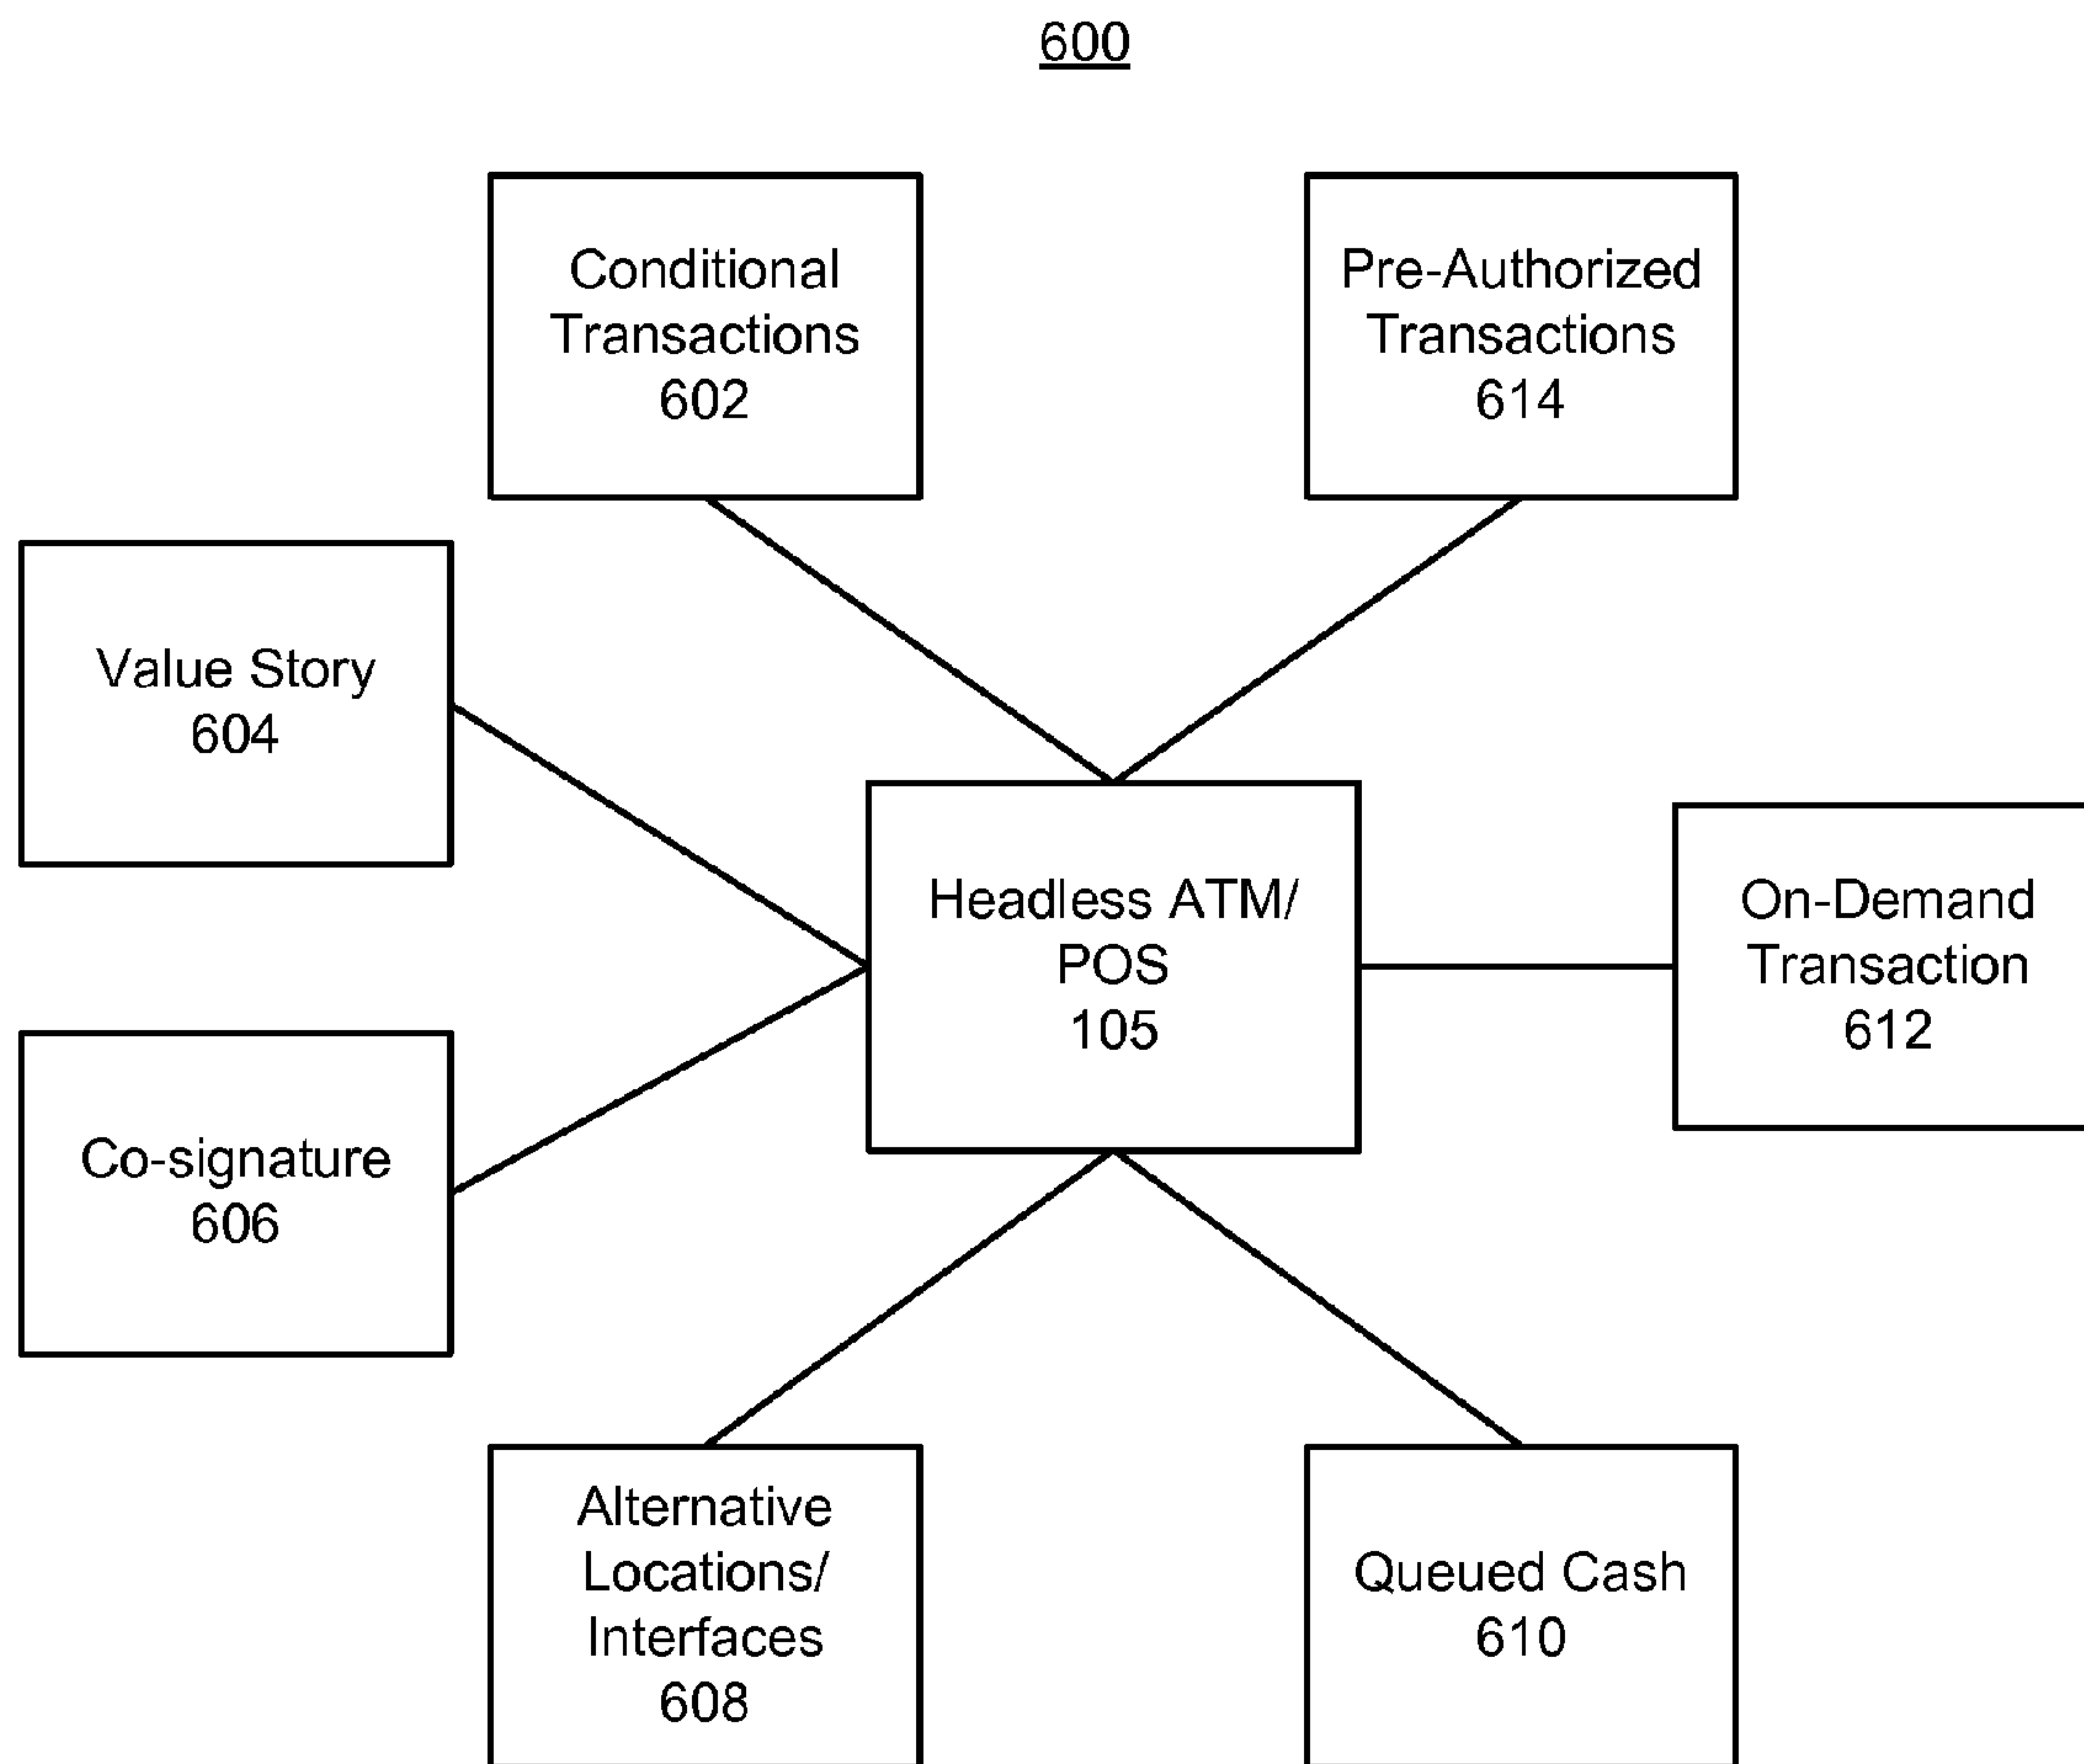 600
Conditional
Transactions
602
Pre-Authorized
Transactions
614
Value Story
604
Headless ATM/
POS
105
On-Demand
Transaction
612
Co-signature
606
Alternative
Locations/
Interfaces
608
Queued Cash
610